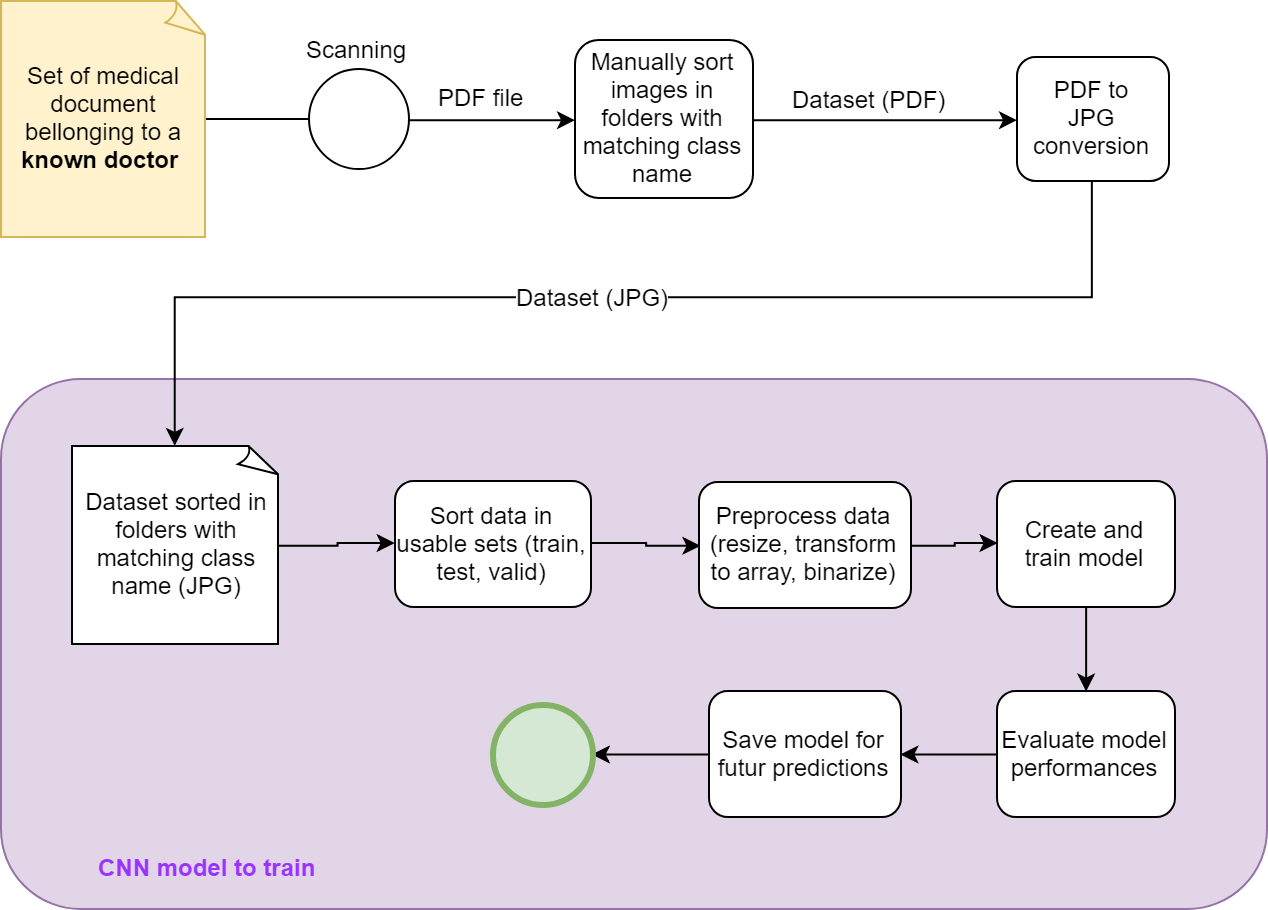 Set of medical
document
bellonging to a
known doctor
Scanning
PDF file
Manually sort
images in
folders with
matching class
name
Dataset (PDF)
PDF to
JPG
conversion
Dataset (JPG)
Dataset sorted in
folders with
matching class
name (JPG)
Sort data in
usable sets (train,
test, valid)
Preprocess data
(resize, transform
to array, binarize)
Create and
train model
Evaluate model
performances
Save model for
futur predictions
CNN model to train